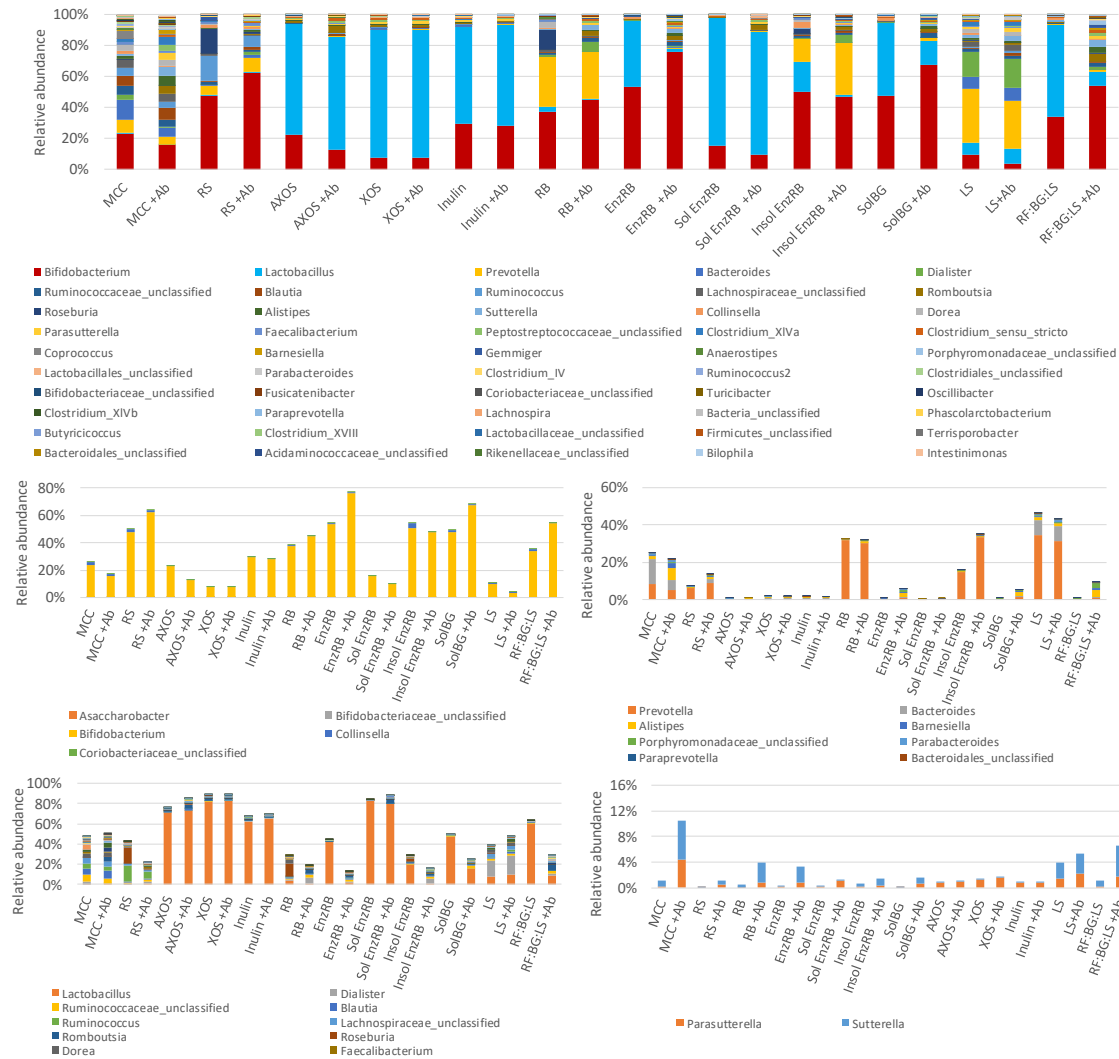 100%
80%
60%
40%
20%
0%
Relative abundance
MCC
MCC +Ab
RS
RS +Ab
AXOS
AXOS +Ab
XOS
XOS +Ab
Inulin
Inulin +Ab
RB
RB +Ab
EnzRB
EnzRB +Ab
Sol EnzRB
Sol EnzRB +Ab
Insol EnzRB
Insol EnzRB +Ab
SolBG
SolBG +Ab
LS
LS +Ab
RF:BG:LS
RF:BG:LS +Ab
Bifidobacterium Lactobacillus Prevotella Bacteroides Dialister
Ruminococcaceae_unclassified Blautia Ruminococcus Lachnospiraceae_unclassified Romboutsia
Roseburia Alistipes Sutterella Collinsella Dorea
Parasutterella Faecalibacterium Peptostreptococcaceae_unclassified Clostridium_XIVa Clostridium_sensu_stricto
Coprococcus Barnesiella Gemmiger Anaerostipes Porphyromonadaceae_unclassified
Lactobacillales_unclassified Parabacteroides Clostridium_IV Ruminococcus2 Clostridiales_unclassified
Bifidobacteriaceae_unclassified Fusicatenibacter Coriobacteriaceae_unclassified Turicibacter Oscillibacter
Clostridium_XIVb Paraprevotella Lachnospira Bacteria_unclassified Phascolarctobacterium
Butyricicoccus Clostridium_XVIII Lactobacillaceae_unclassified Firmicutes_unclassified Terrisporobacter
Bacteroidales_unclassified Acidaminococcaceae_unclassified Rikenellaceae_unclassified Bilophila Intestinimonas
80%
60%
40%
20%
0%
Relative abundance
MCC
MCC +Ab
RS
RS +Ab
AXOS
AXOS +Ab
XOS
XOS +Ab
Inulin
Inulin +Ab
RB
RB +Ab
EnzRB
EnzRB +Ab
Sol EnzRB
Sol EnzRB +Ab
Insol EnzRB
Insol EnzRB +Ab
SolBG
SolBG +Ab
LS
LS +Ab
RF:BG:LS
RF:BG:LS +Ab
Asaccharobacter Bifidobacteriaceae_unclassified
Bifidobacterium Collinsella
Coriobacteriaceae_unclassified
60%
40%
20%
0%
Relative abundance
MCC
MCC +Ab
RS
RS +Ab
AXOS
AXOS +Ab
XOS
XOS +Ab
Inulin
Inulin +Ab
RB
RB +Ab
EnzRB
EnzRB +Ab
Sol EnzRB
Sol EnzRB +Ab
Insol EnzRB
Insol EnzRB +Ab
SolBG
SolBG +Ab
LS
LS +Ab
RF:BG:LS
RF:BG:LS +Ab
Prevotella Bacteroides
Alistipes Barnesiella
Porphyromonadaceae_unclassified Parabacteroides
Paraprevotella Bacteroidales_unclassified
100%
80%
60%
40%
20%
0%
Relative abundance
MCC
MCC +Ab
RS
RS +Ab
AXOS
AXOS +Ab
XOS
XOS +Ab
Inulin
Inulin +Ab
RB
RB +Ab
EnzRB
EnzRB +Ab
Sol EnzRB
Sol EnzRB +Ab
Insol EnzRB
Insol EnzRB +Ab
SolBG
SolBG +Ab
LS
LS +Ab
RF:BG:LS
RF:BG:LS +Ab
Lactobacillus Dialister
Ruminococcaceae_unclassified Blautia
Ruminococcus Lachnospiraceae_unclassified
Romboutsia Roseburia
Dorea Faecalibacterium
16%
12%
8%
4%
0%
Relative abundance
MCC
MCC +Ab
RS
RS +Ab
RB
RB +Ab
EnzRB
EnzRB +Ab
Sol EnzRB
Sol EnzRB +Ab
Insol EnzRB
Insol EnzRB +Ab
SolBG
SolBG +Ab
AXOS
AXOS +Ab
XOS
XOS +Ab
Inulin
Inulin +Ab
LS
LS+Ab
RF:BG:LS
RF:BG:LS +Ab
Parasutterella Sutterella